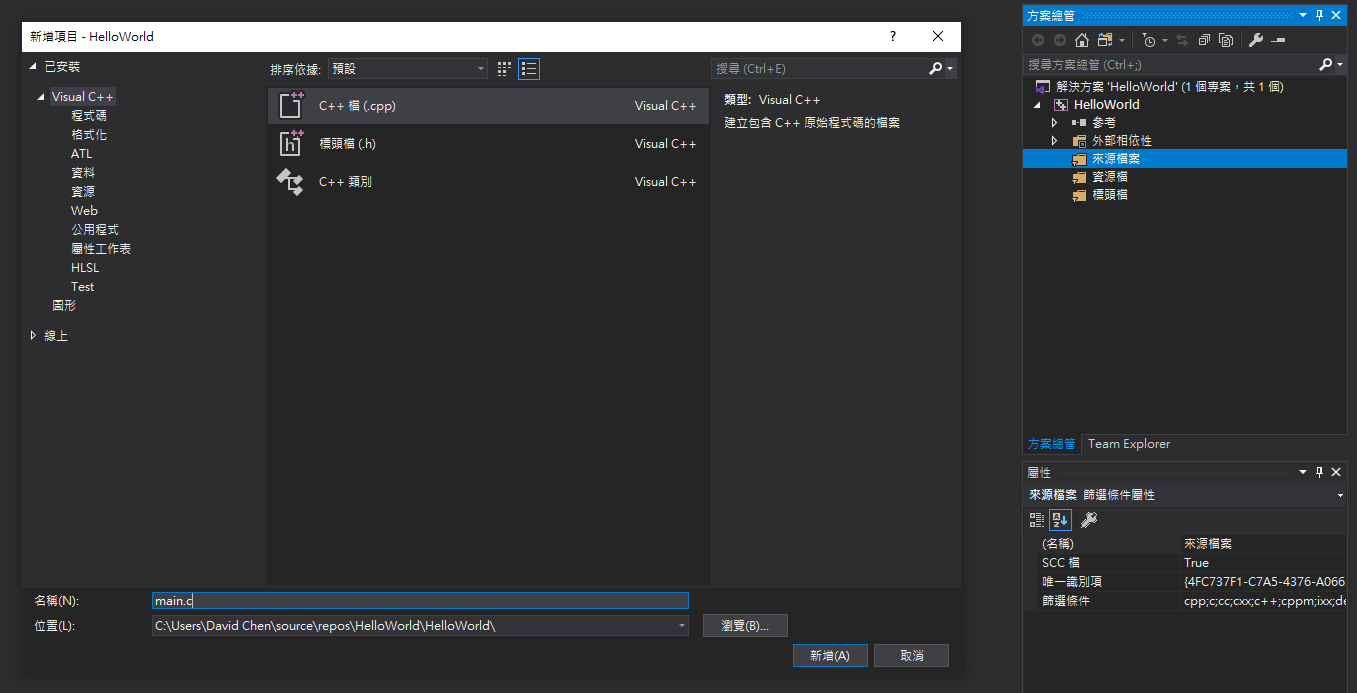 新增項目 - HelloWorld
?
已安裝
Visual C++
程式碼
格式化
ATL
資料
資源
Web
公用程式
屬性工作表
HLSL
Test
圖形
線上
排序依據: 預設
搜尋 (Ctrl+E)
C++ 檔 (.cpp) Visual C++
標頭檔 (.h) Visual C++
C++ 類別 Visual C++
類型: Visual C++
建立包含 C++ 原始程式碼的檔案
名稱(N): main.c
位置(L): C:\Users\David Chen\source\repos\HelloWorld\HelloWorld\
瀏覽(B)...
新增(A) 取消
方案總管
搜尋方案總管 (Ctrl+;)
解決方案 'HelloWorld' (1 個專案，共 1 個)
HelloWorld
參考
外部相依性
來源檔案
資源檔
標頭檔
方案總管 Team Explorer
屬性
來源檔案 篩選條件屬性
(名稱) 來源檔案
SCC 檔 True
唯一識別項 {4FC737F1-C7A5-4376-A066
篩選條件 cpp;c;cc;cxx;c++;cppm;ixx;de